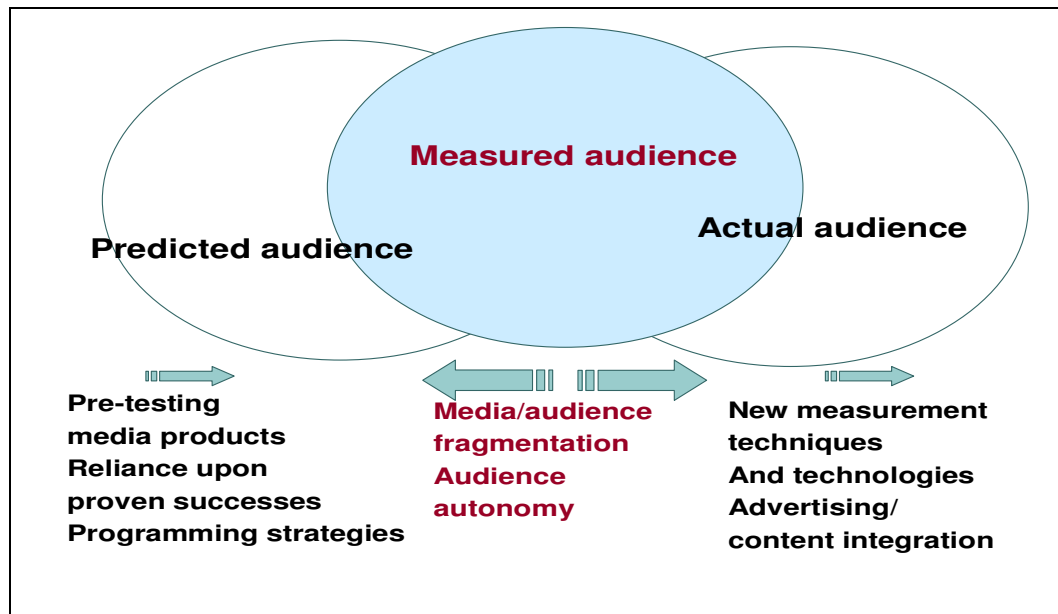 Measured audience
Predicted audience
Actual audience
Pre-testing
media products
Reliance upon
proven successes
Programming strategies
Media/audience
fragmentation
Audience
autonomy
New measurement
techniques
And technologies
Advertising/
content integration